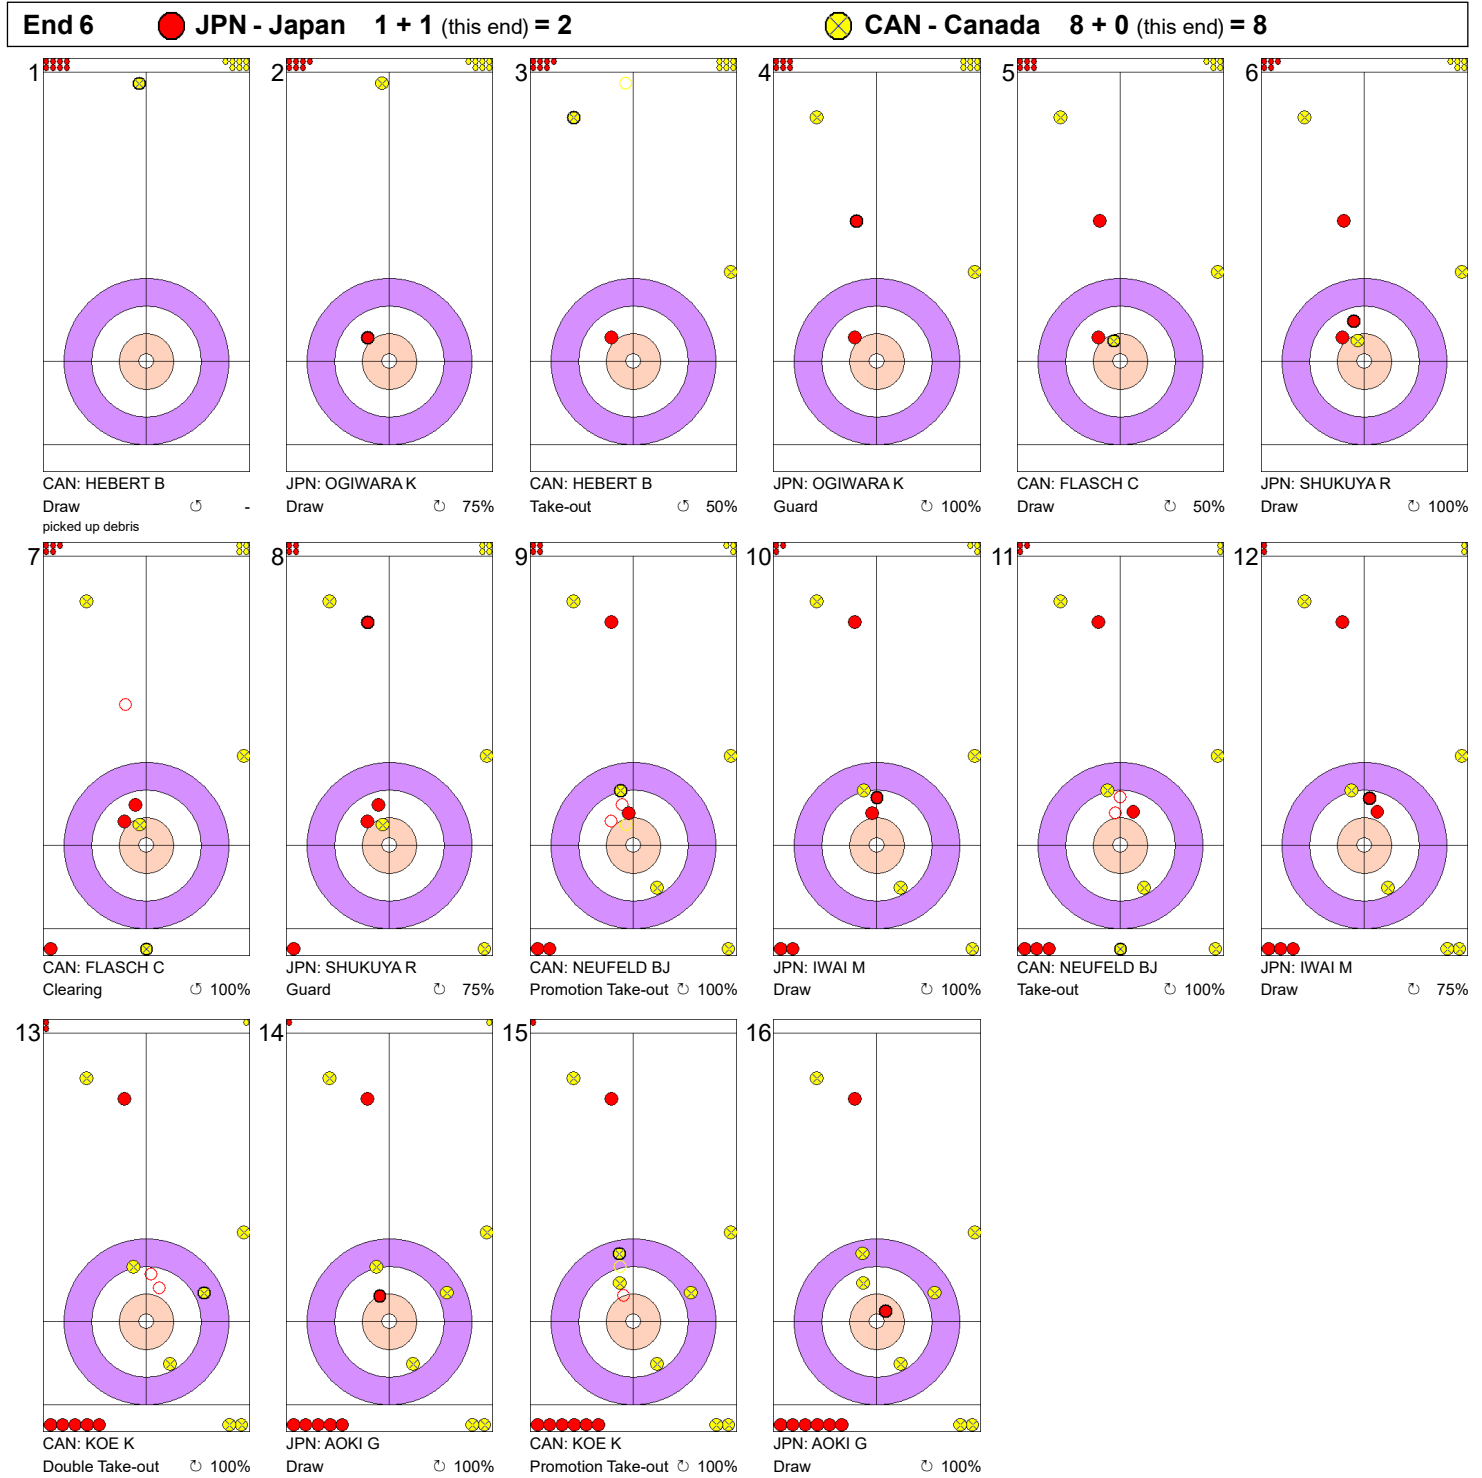 End 6 JPN - Japan 1 + 1 (this end) = 2 CAN - Canada 8 + 0 (this end) = 8
1 2 3 4 5 6
CAN: HEBERT B JPN: OGIWARA K CAN: HEBERT B JPN: OGIWARA K CAN: FLASCH C JPN: SHUKUYA R
Draw ↺ - Draw ↻ 75% Take-out ↺ 50% Guard ↻ 100% Draw ↻ 50% Draw ↻ 100%
picked up debris
7 8 9 10 11 12
CAN: FLASCH C JPN: SHUKUYA R CAN: NEUFELD BJ JPN: IWAI M CAN: NEUFELD BJ JPN: IWAI M
Clearing ↺ 100% Guard ↻ 75% Promotion Take-out ↻ 100% Draw ↻ 100% Take-out ↻ 100% Draw ↻ 75%
13 14 15 16
CAN: KOE K JPN: AOKI G CAN: KOE K JPN: AOKI G
Double Take-out ↻ 100% Draw ↻ 100% Promotion Take-out ↻ 100% Draw ↻ 100%